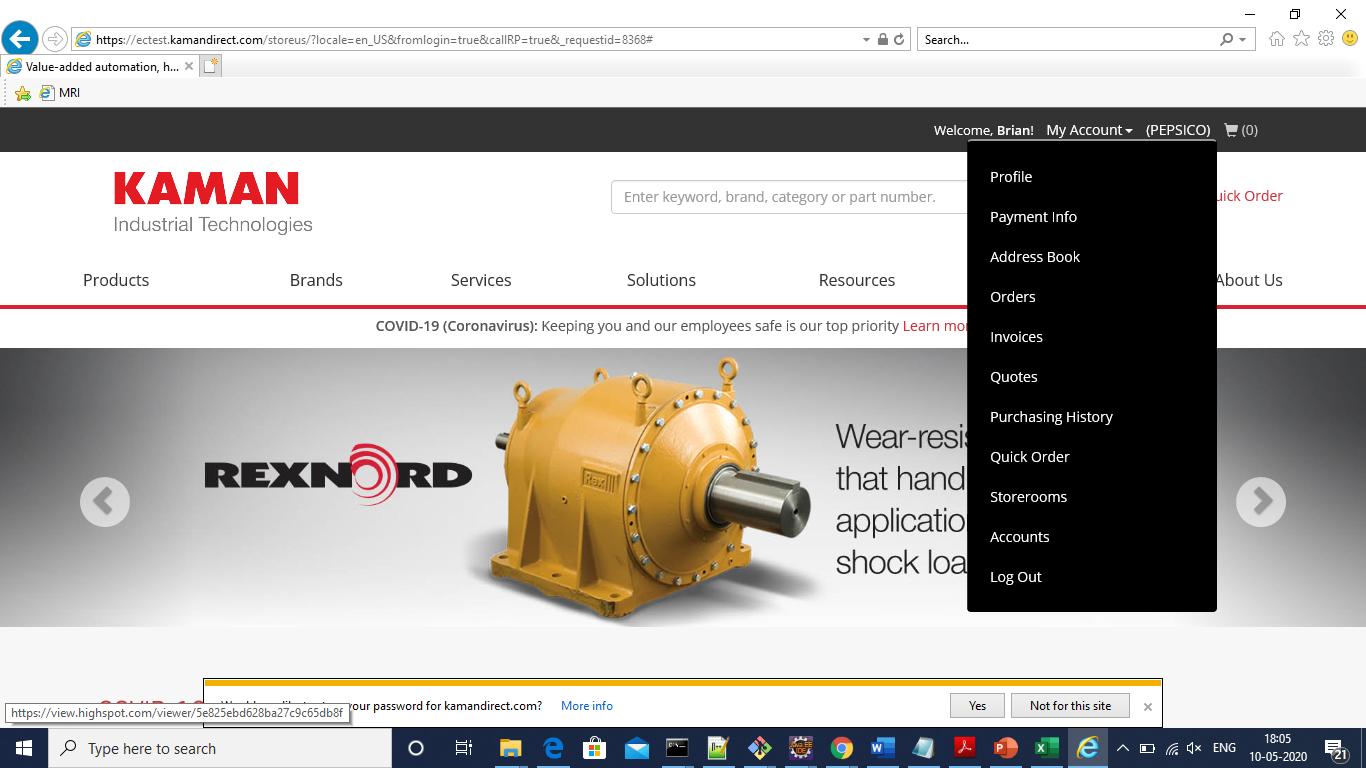 https://ectest.kamandirect.com/storeus/?locale=en_US&fromlogin=true&callRP=true&_requestid=8368#
Search...
Value-added automation, h...
MRI
Welcome, Brian! My Account (PEPSICO) (0)
KAMAN
Industrial Technologies
Enter keyword, brand, category or part number.
uick Order
Products Brands Services Solutions Resources About Us
COVID-19 (Coronavirus): Keeping you and our employees safe is our top priority Learn mor
Profile
Payment Info
Address Book
Orders
Invoices
Quotes
Purchasing History
Quick Order
Storerooms
Accounts
Log Out
REXNORD
Rex
Wear-resis
that hand
applicatio
shock loa
your password for kamandirect.com? More info Yes Not for this site
https://view.highspot.com/viewer/5e825ebd628ba27c9c65db8f
Type here to search
ENG
18:05
10-05-2020
21